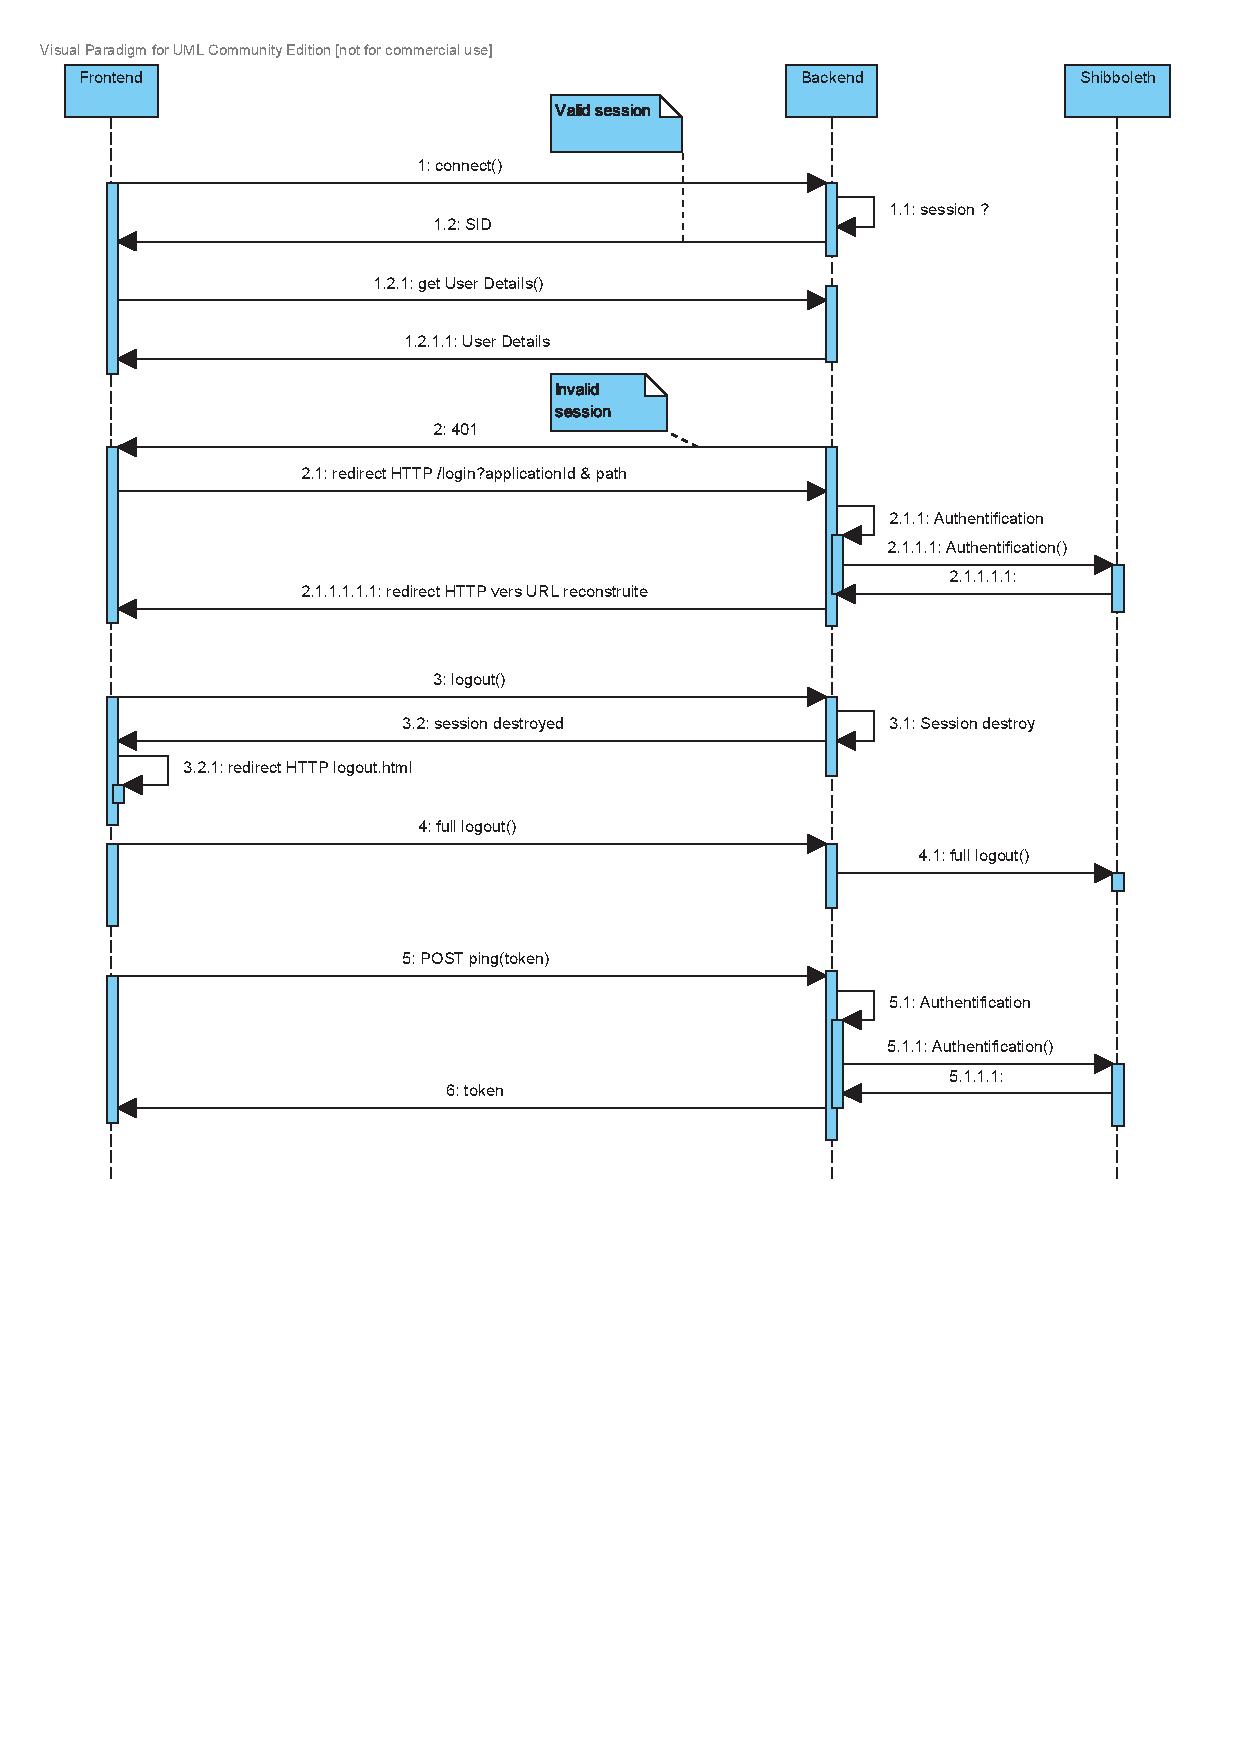 Visual Paradigm for UML Community Edition [not for commercial use]
Frontend
Backend
Shibboleth
Valid session
1: connect()
1.1: session ?
1.2: SID
1.2.1: get User Details()
1.2.1.1: User Details
Invalid
session
2: 401
2.1: redirect HTTP /login?applicationId & path
2.1.1: Authentification
2.1.1.1: Authentification()
2.1.1.1.1:
2.1.1.1.1.1: redirect HTTP vers URL reconstruite
3: logout()
3.2: session destroyed
3.1: Session destroy
3.2.1: redirect HTTP logout.html
4: full logout()
4.1: full logout()
5: POST ping(token)
5.1: Authentification
5.1.1: Authentification()
5.1.1.1:
6: token